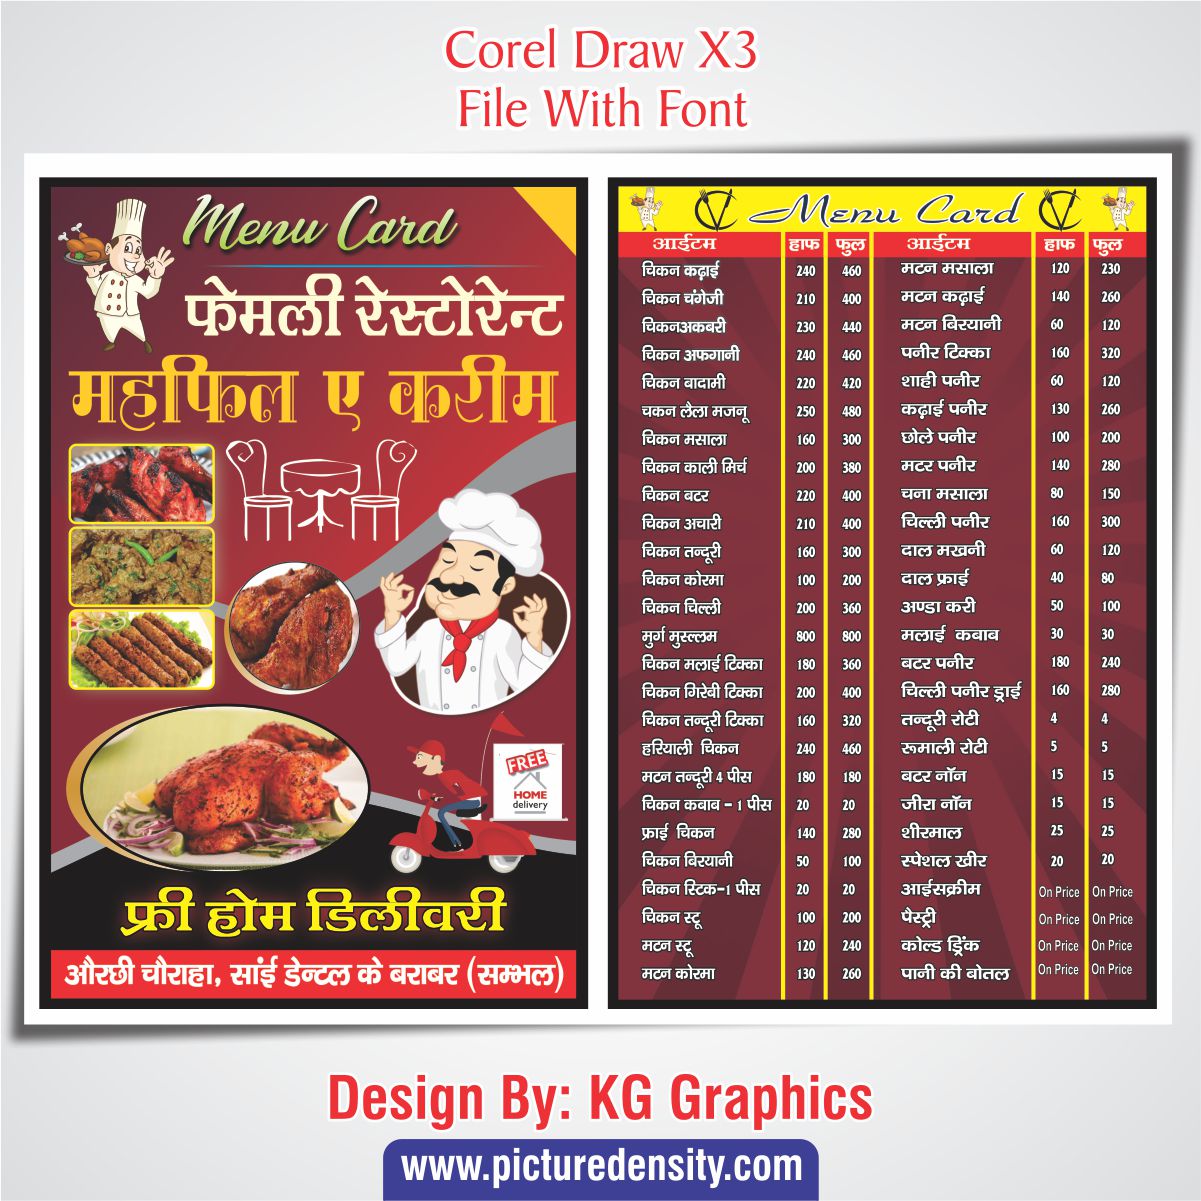 Corel Draw X3
File With Font
Menu Card
फेमली रेस्टोरेन्ट
महफिल ए करीम
FREE
HOME
delivery
फ्री होम डिलीवरी
औरछी चौराहा, सांई डेन्टल के बराबर (सम्भल)
Menu Card
आईटम हाफ फुल आईटम हाफ फुल
चिकन कढ़ाई 240 460 मटन मसाला 120 230
चिकन चंगेजी 210 400 मटन कढ़ाई 140 260
चिकनअकबरी 230 440 मटन बिरयानी 60 120
चिकन अफगानी 240 460 पनीर टिक्का 160 320
चिकन बादामी 220 420 शाही पनीर 60 120
चकन लैला मजनू 250 480 कढ़ाई पनीर 130 260
चिकन मसाला 160 300 छोले पनीर 100 200
चिकन काली मिर्च 200 380 मटर पनीर 140 280
चिकन बटर 220 400 चना मसाला 80 150
चिकन अचारी 210 400 चिल्ली पनीर 160 300
चिकन तन्दूरी 160 300 दाल मखनी 60 120
चिकन कोरमा 100 200 दाल फ्राई 40 80
चिकन चिल्ली 200 360 अण्डा करी 50 100
मुर्ग मुस्ल्लम 800 800 मलाई कबाब 30 30
चिकन मलाई टिक्का 180 360 बटर पनीर 180 240
चिकन गिरेबी टिक्का 200 400 चिल्ली पनीर ड्राई 160 280
चिकन तन्दूरी टिक्का 160 320 तन्दूरी रोटी 4 4
हरियाली चिकन 240 460 रूमाली रोटी 5 5
मटन तन्दूरी 4 पीस 180 180 बटर नॉन 15 15
चिकन कबाब - 1 पीस 20 20 जीरा नॉन 15 15
फ्राई चिकन 140 280 शीरमाल 25 25
चिकन बिरयानी 50 100 स्पेशल खीर 20 20
चिकन स्टिक-1 पीस 20 20 आईसक्रीम On Price On Price
चिकन स्टू 100 200 पैस्ट्री On Price On Price
मटन स्टू 120 240 कोल्ड ड्रिंक On Price On Price
मटन कोरमा 130 260 पानी की बोतल On Price On Price
Design By: KG Graphics
www.picturedensity.com